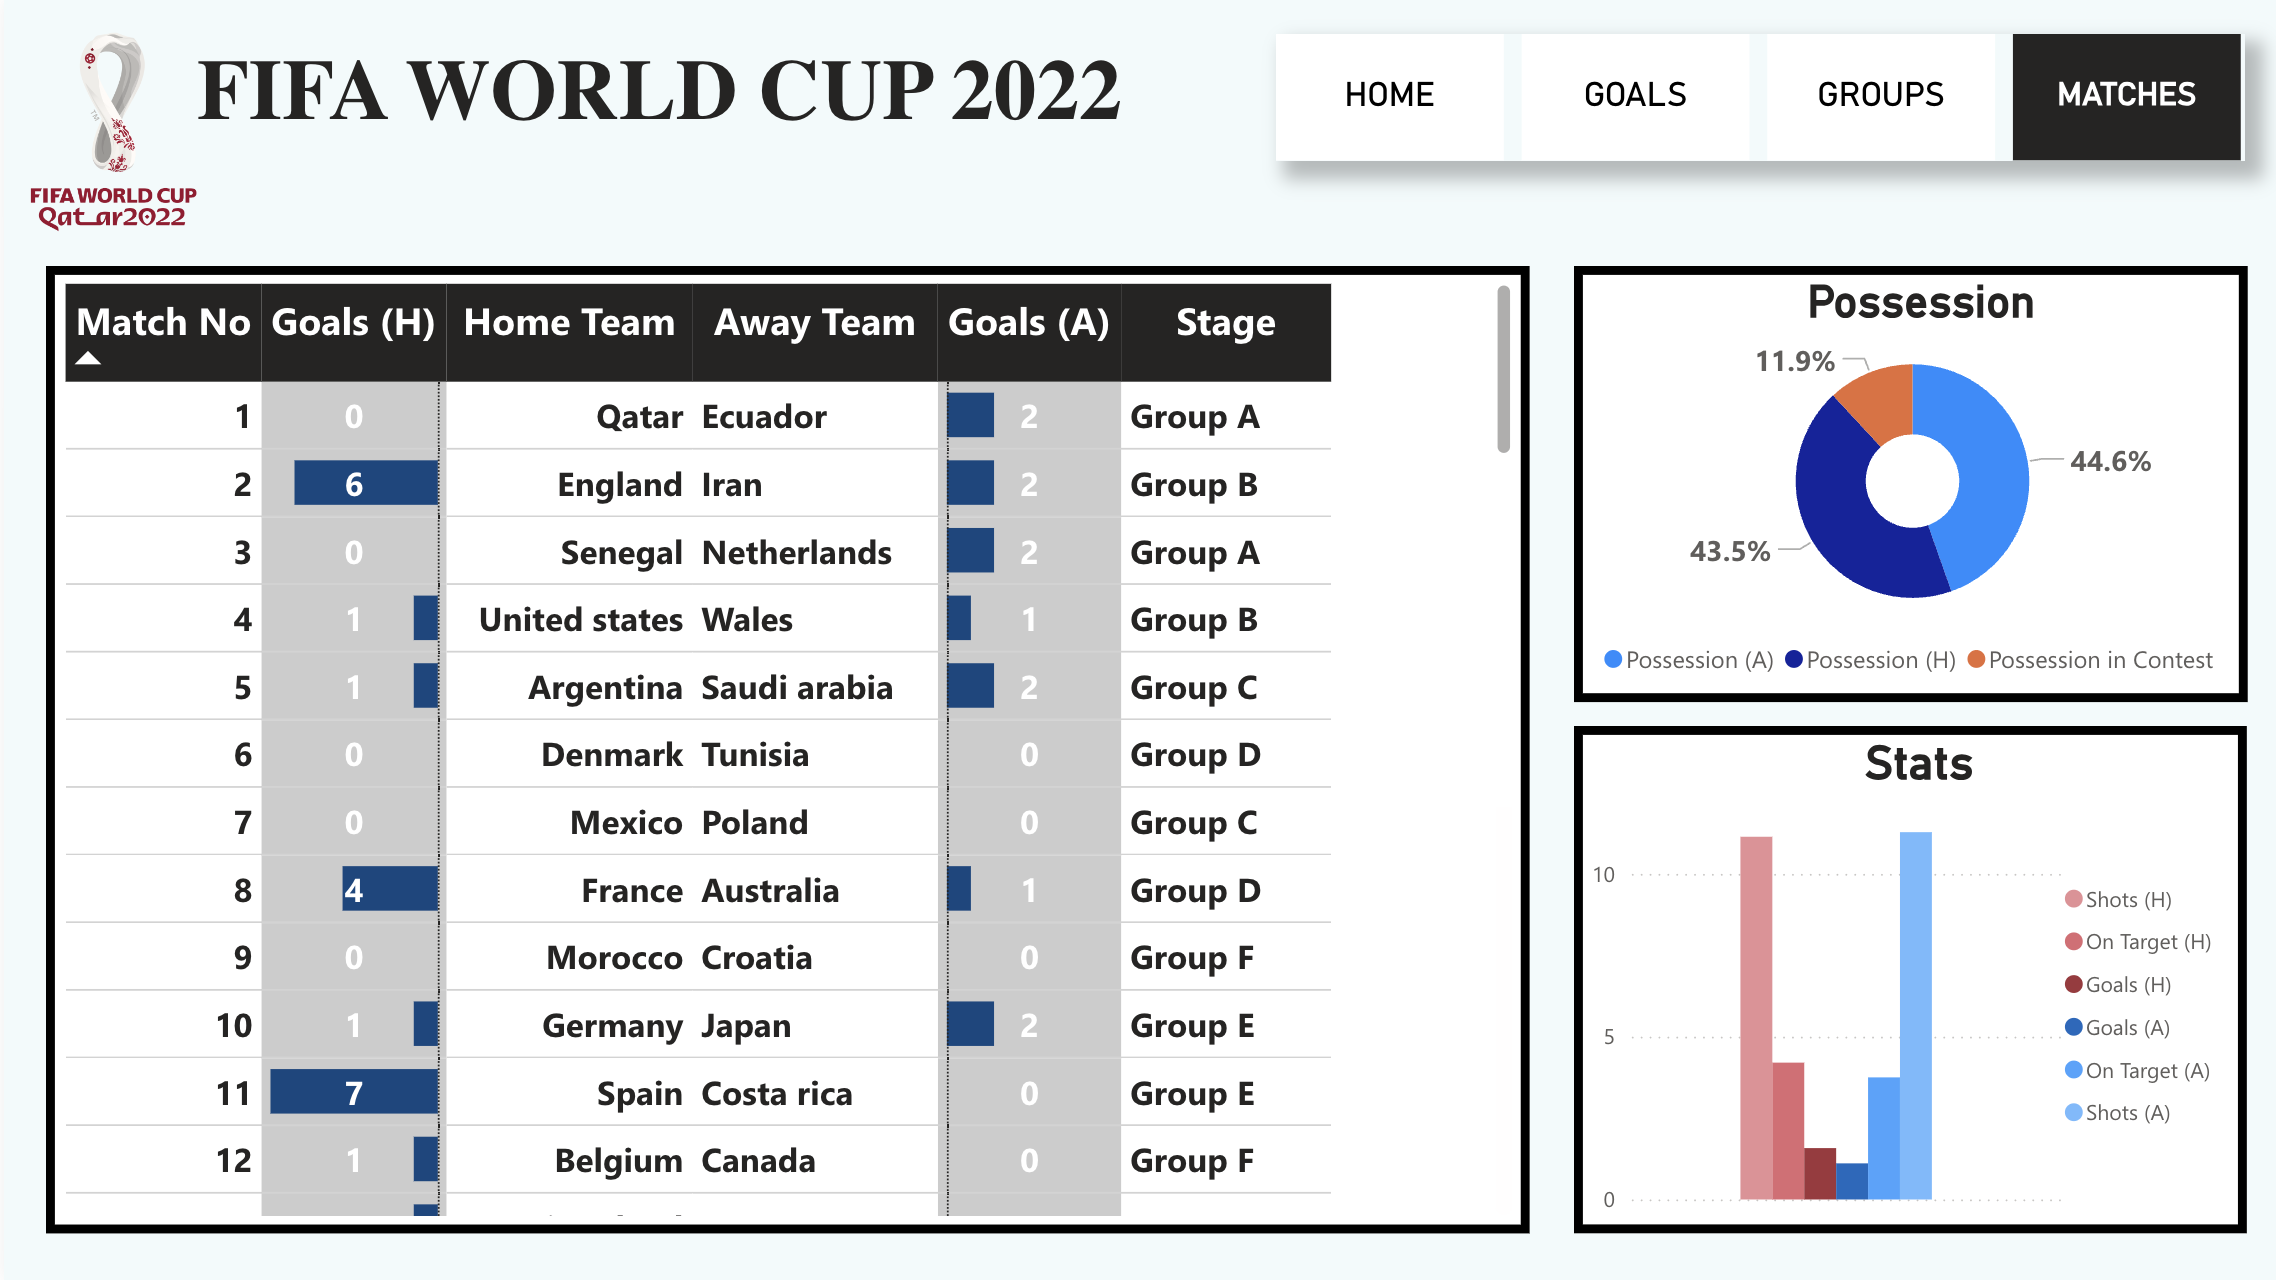 FIFA WORLD CUP 2022
HOME GOALS GROUPS MATCHES
TM
FIFA WORLD CUP
Qatar2022
Match No Goals (H) Home Team Away Team Goals (A) Stage
1 0 Qatar Ecuador 2 Group A
2 6 England Iran 2 Group B
3 0 Senegal Netherlands 2 Group A
4 1 United states Wales 1 Group B
5 1 Argentina Saudi arabia 2 Group C
6 0 Denmark Tunisia 0 Group D
7 0 Mexico Poland 0 Group C
8 4 France Australia 1 Group D
9 0 Morocco Croatia 0 Group F
10 1 Germany Japan 2 Group E
11 7 Spain Costa rica 0 Group E
12 1 Belgium Canada 0 Group F
Possession
11.9%
44.6%
43.5%
Possession (A) Possession (H) Possession in Contest
Stats
10
5
0
Shots (H)
On Target (H)
Goals (H)
Goals (A)
On Target (A)
Shots (A)